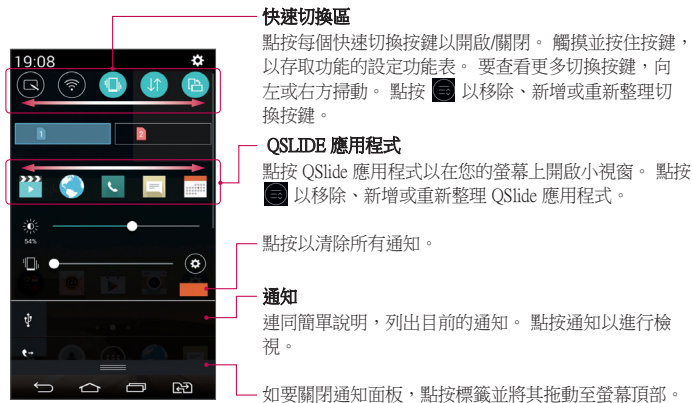 快速切換區
點按每個快速切換按鍵以開啟/關閉。 觸摸並按住按鍵，
以存取功能的設定功能表。 要查看更多切換按鍵，向
左或右方掃動。 點按 以移除、新增或重新整理切
換按鍵。
QSLIDE 應用程式
點按 QSlide 應用程式以在您的螢幕上開啟小視窗。 點按
以移除、新增或重新整理 QSlide 應用程式。
點按以清除所有通知。
通知
連同簡單說明，列出目前的通知。 點按通知以進行檢
視。
如要關閉通知面板，點按標籤並將其拖動至螢幕頂部。
19:08
1
2
54%